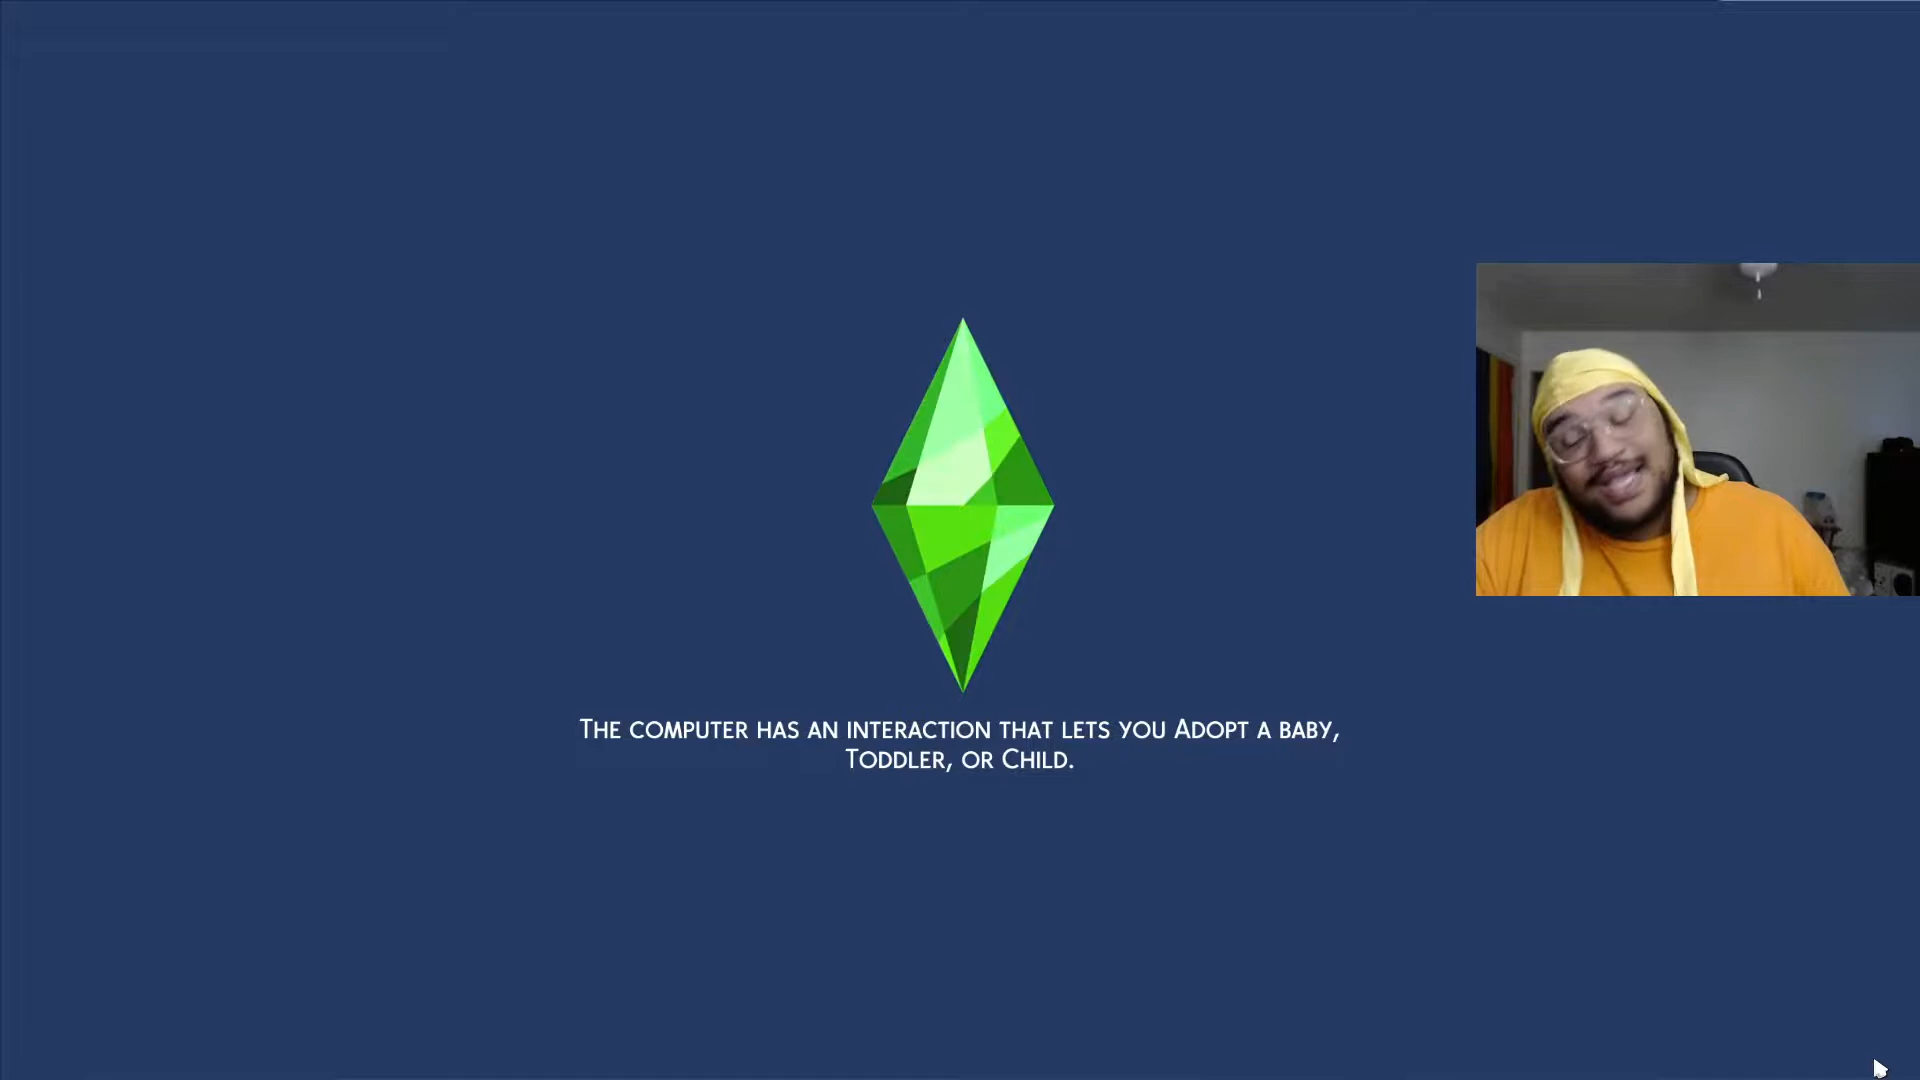 The computer has an interaction that lets you Adopt a baby,
Toddler, or Child.